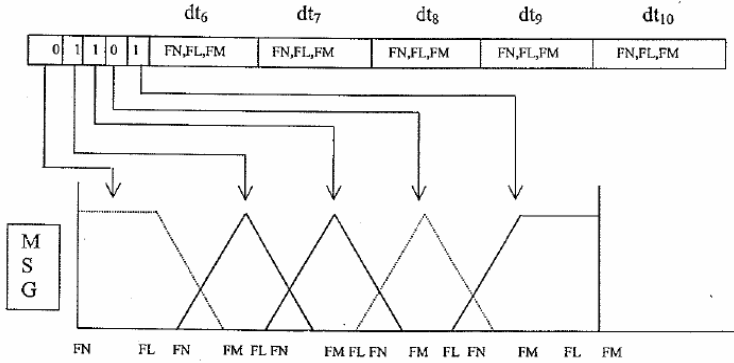 dt6 dt7 dt8 dt9 dt10
0 1 1 0 1 FN,FL,FM FN,FL,FM FN,FL,FM FN,FL,FM FN,FL,FM
M
S
G
FN FL FN FM FL FN FM FL FN FM FL FN FM FL FM